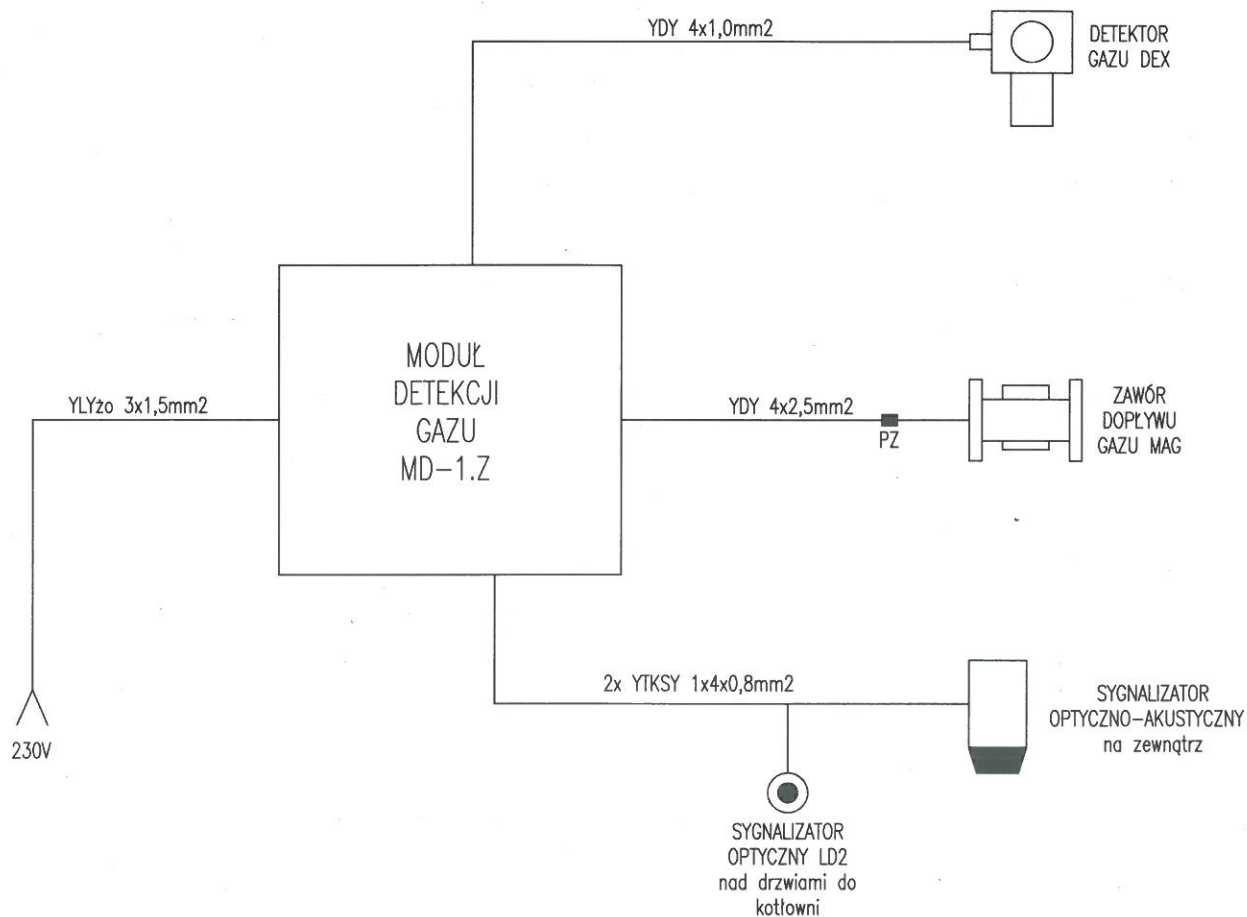 YDY 4x1,0mm2
DETEKTOR
GAZU DEX
MODUŁ
DETEKCJI
GAZU
MD-1.Z
YLYżo 3x1,5mm2
YDY 4x2,5mm2
PZ
ZAWÓR
DOPŁYWU
GAZU MAG
230V
2x YTKSY 1x4x0,8mm2
SYGNALIZATOR
OPTYCZNO-AKUSTYCZNY
na zewnątrz
SYGNALIZATOR
OPTYCZNY LD2
nad drzwiami do
kotłowni